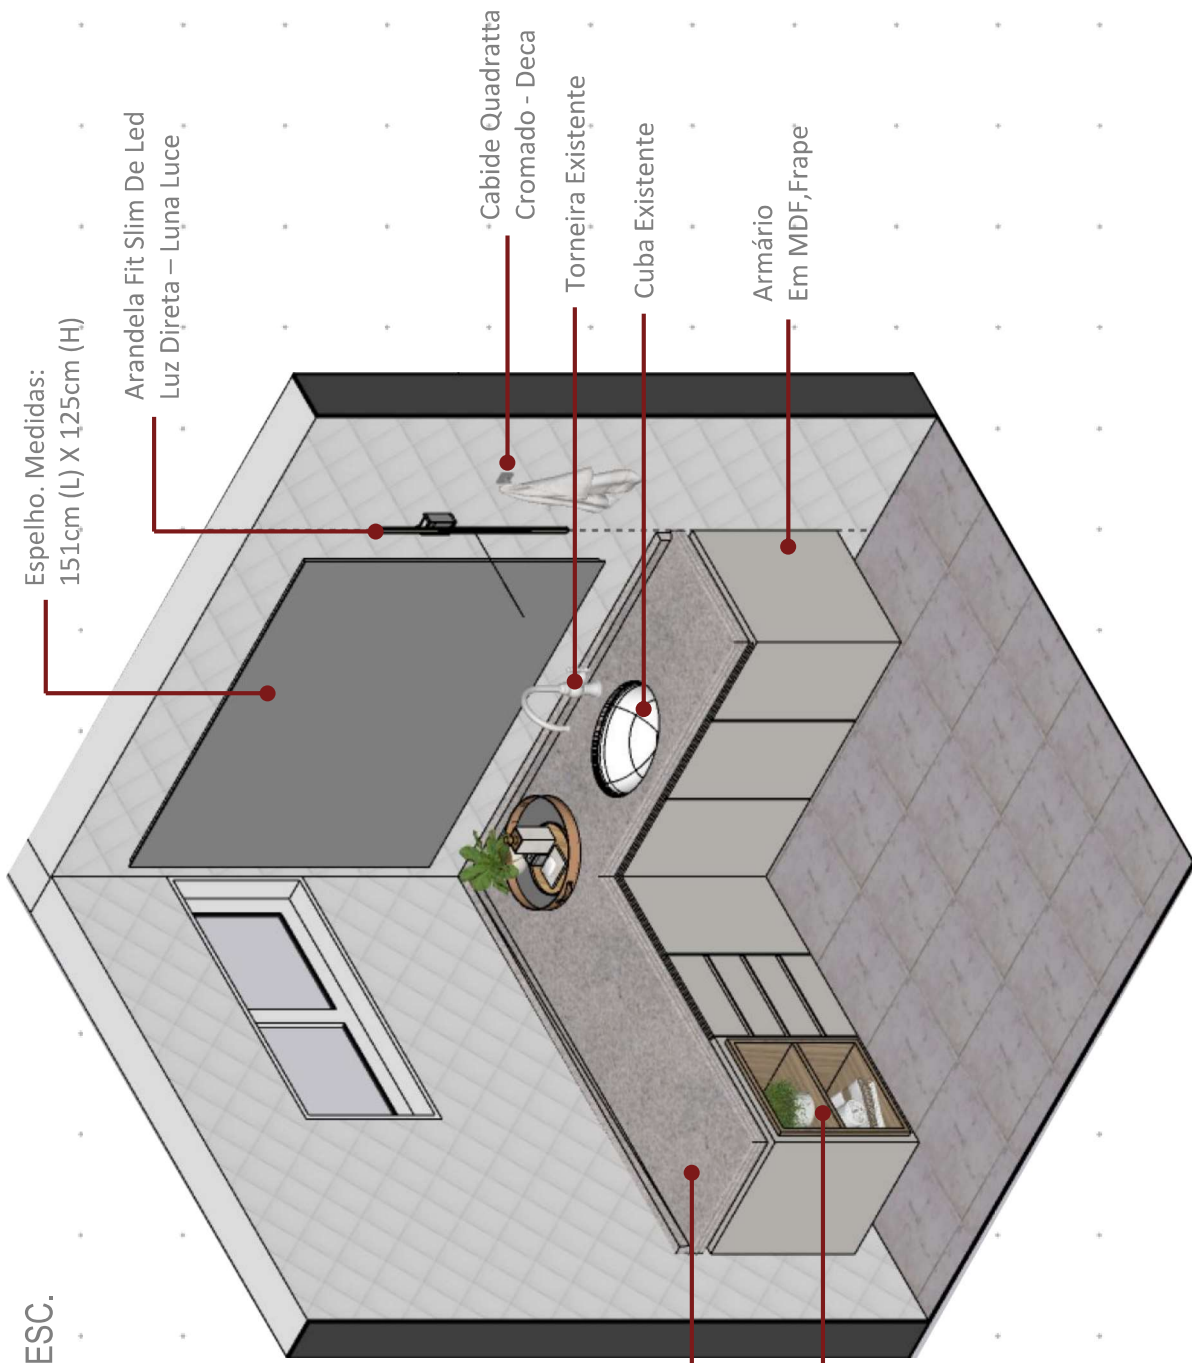 ESC.
Espelho. Medidas:
151cm (L) X 125cm (H)
Arandela Fit Slim De Led
Luz Direta – Luna Luce
Cabide Quadratta
Cromado - Deca
Torneira Existente
Cuba Existente
Armário
Em MDF,Frape